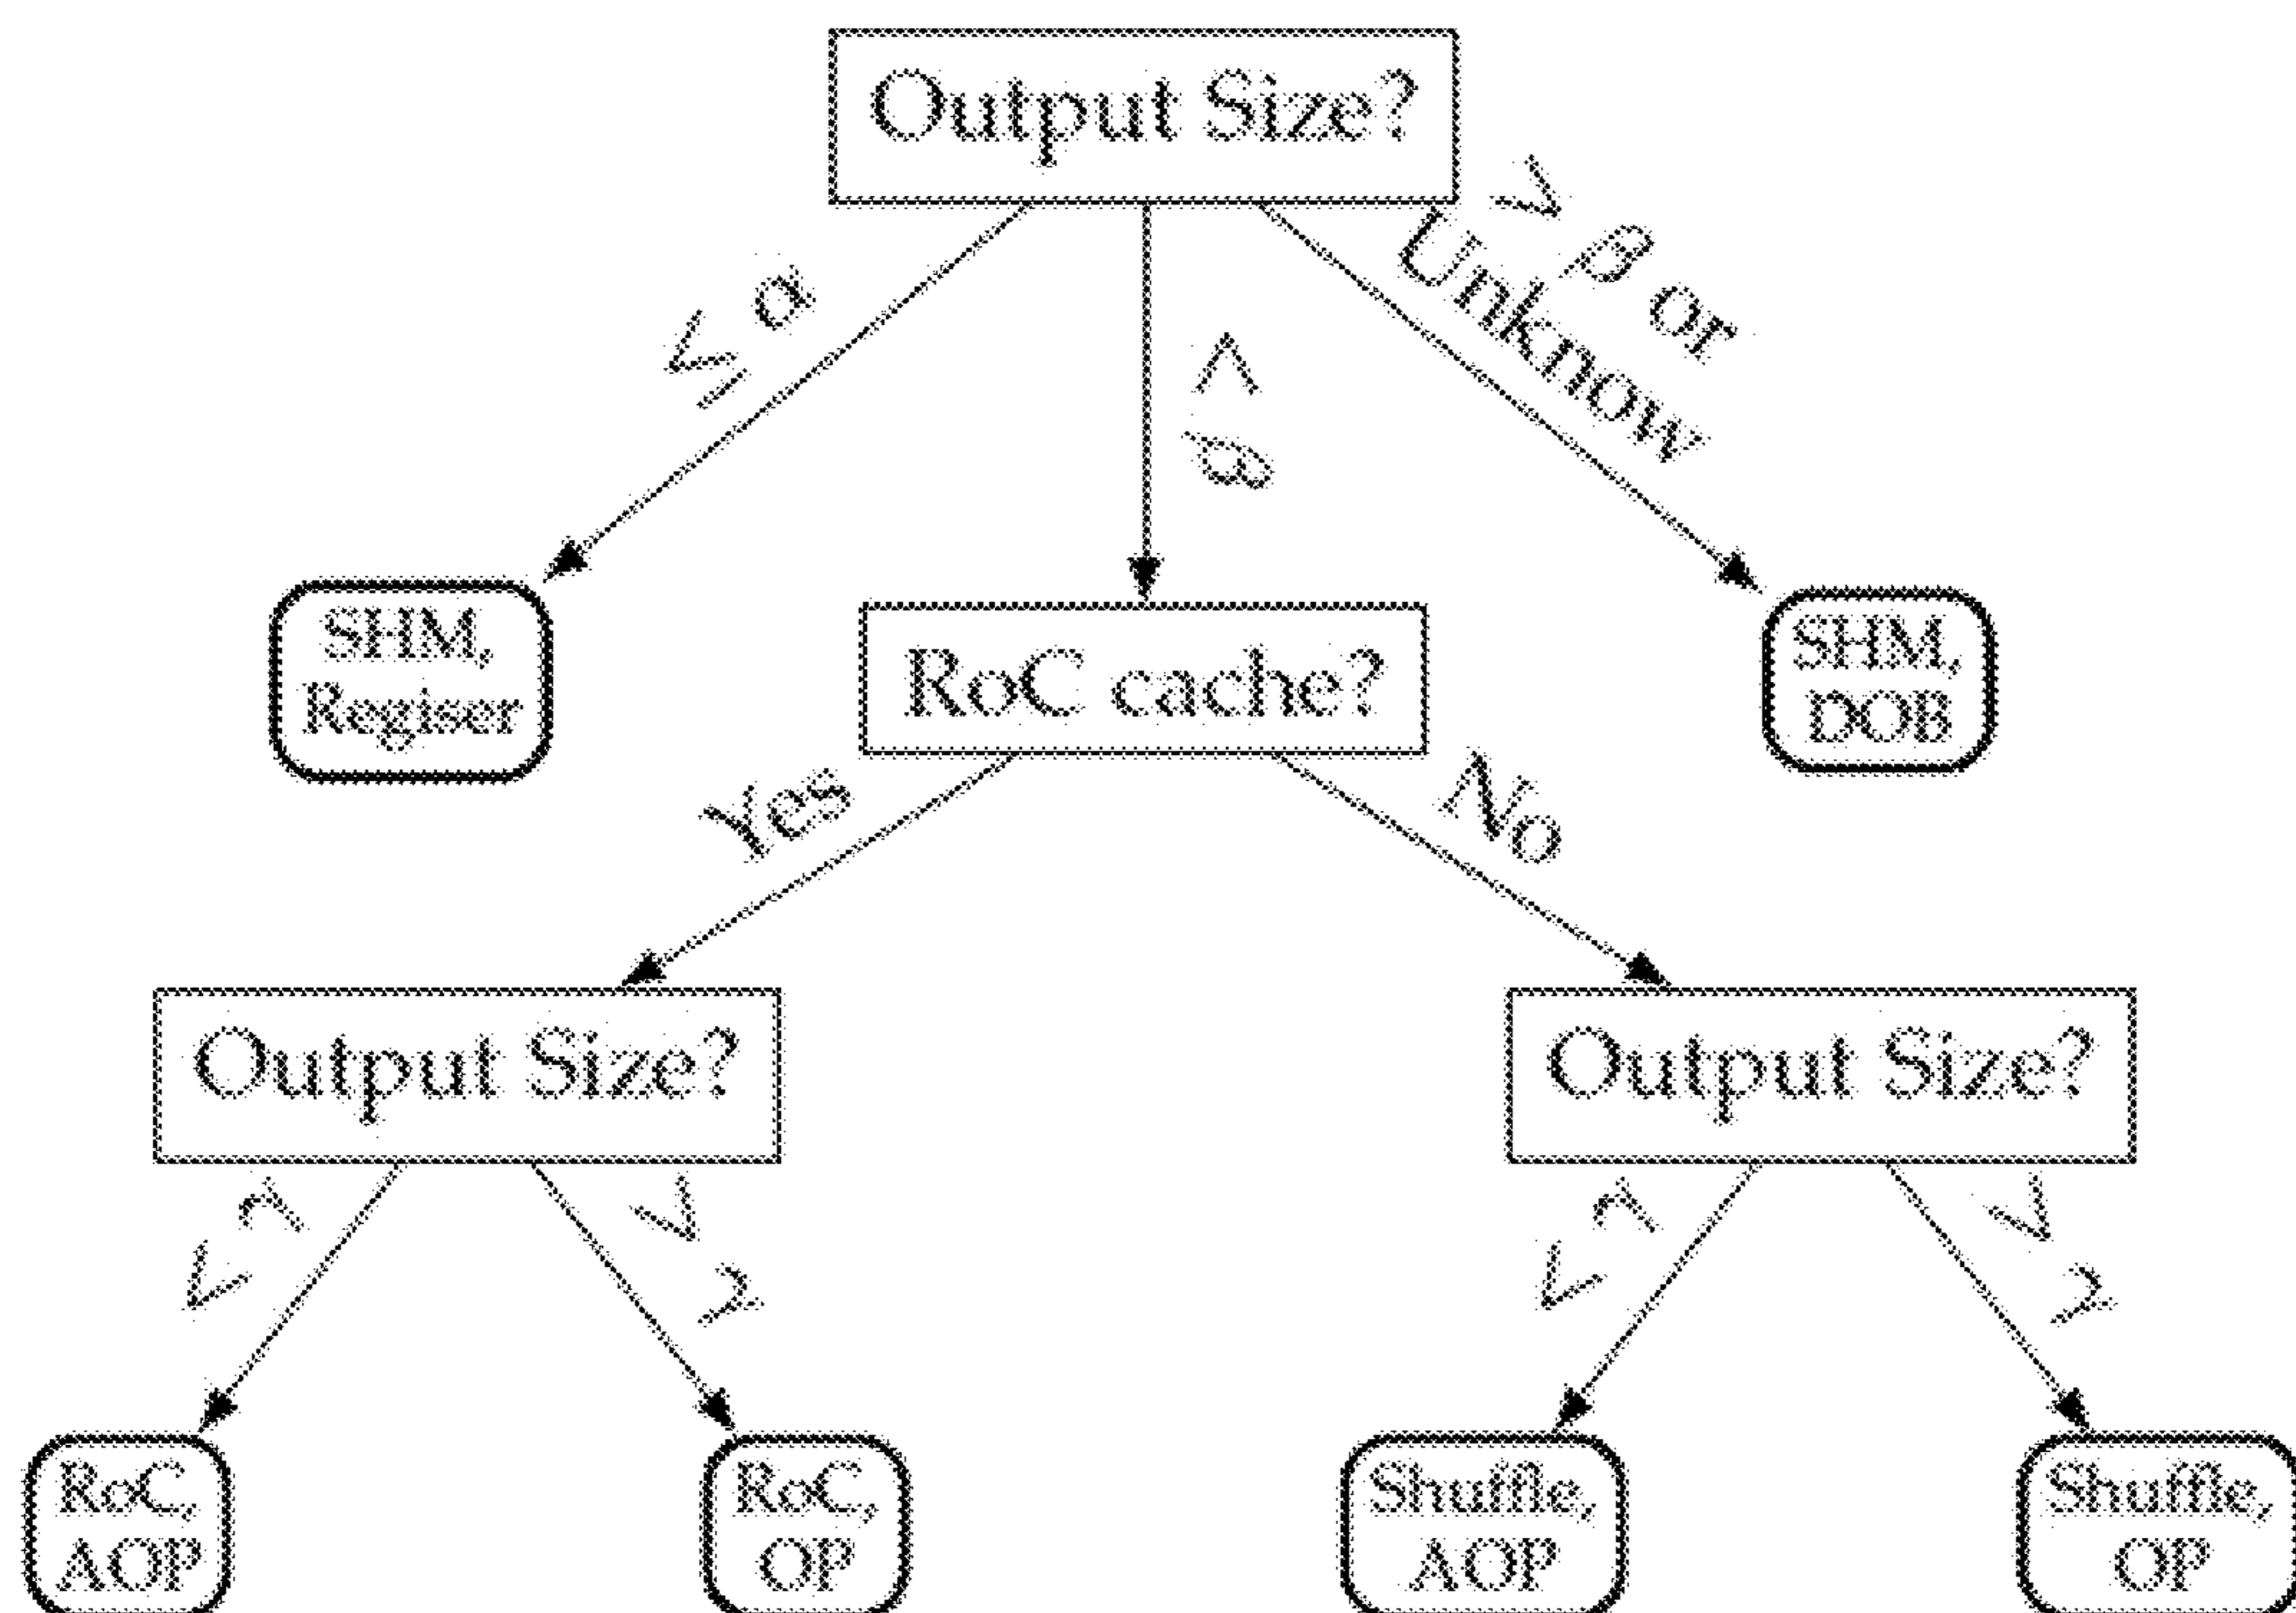 Output Size?
≤ α
< β
> β or
Unknow
SHM,
Regiser
RoC cache?
SHM,
DOB
Yes
No
Output Size?
Output Size?
< γ
> γ
< γ
> γ
RoC,
AOP
RoC,
OP
Shuffle,
AOP
Shuffle,
OP